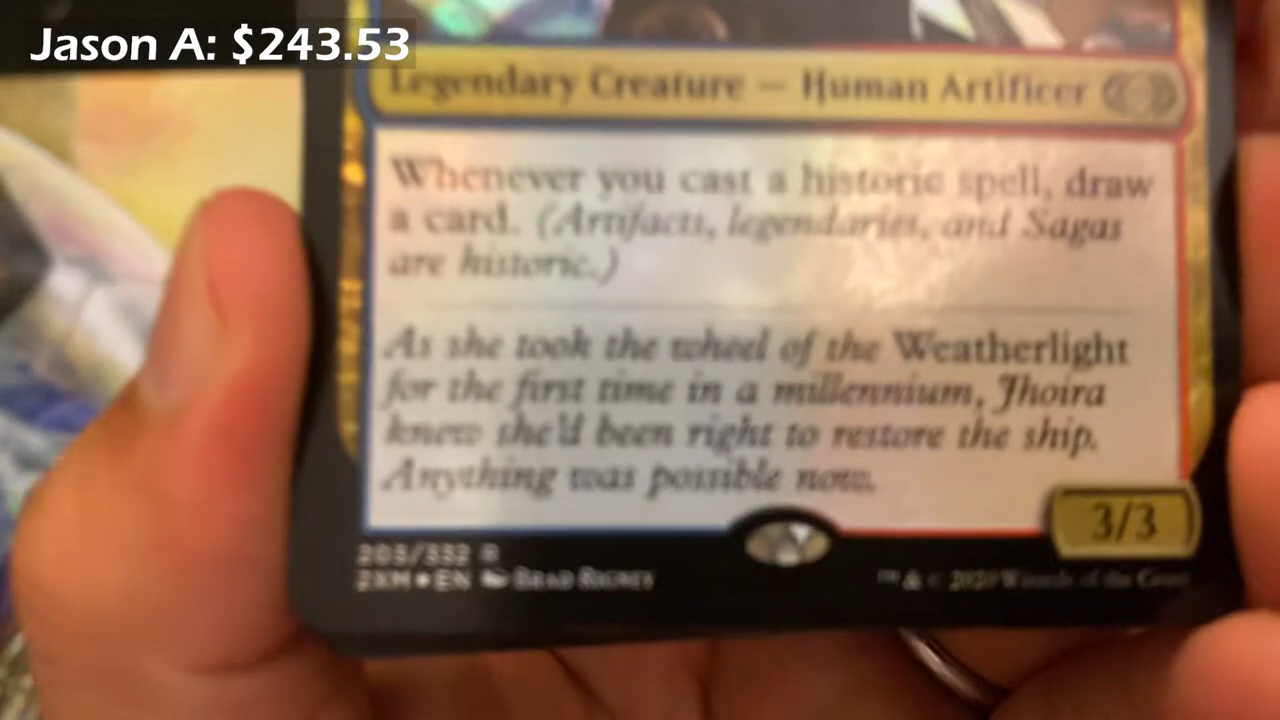 Jason A: $243.53
Legendary Creature — Human Artificer
Whenever you cast a historic spell, draw
a card. (Artifacts, legendaries, and Sagas
are historic.)
As she took the wheel of the Weatherlight
for the first time in a millennium, Jhoira
knew she'd been right to restore the ship.
Anything was possible now.
3/3
203/332 R
2XM★EN Brad Rigney
™ & © 2020 Wizards of the Coast